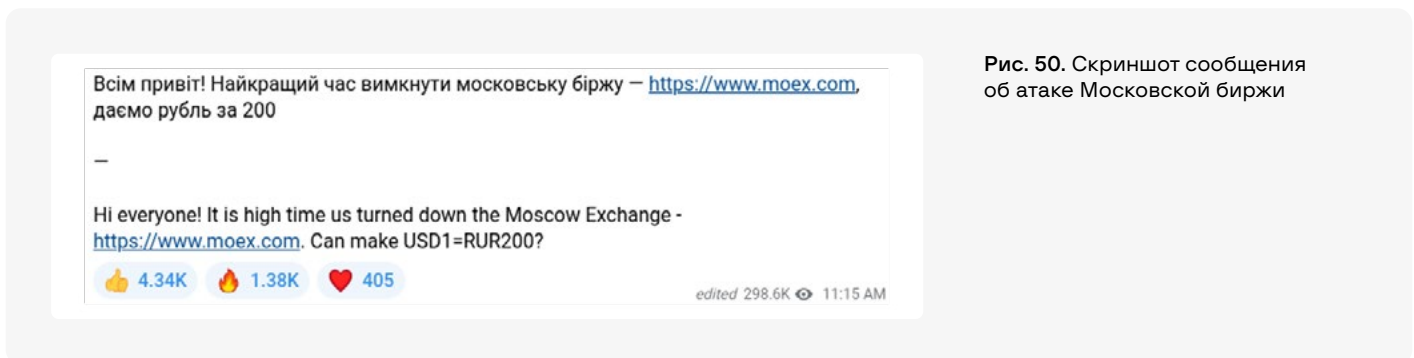 Всім привіт! Найкращий час вимкнути московську біржу — https://www.moex.com,
даємо рубль за 200
—
Hi everyone! It is high time us turned down the Moscow Exchange -
https://www.moex.com. Can make USD1=RUR200?
👍 4.34K 🔥 1.38K ❤️ 405
edited 298.6K 11:15 AM
Рис. 50. Скриншот сообщения
об атаке Московской биржи